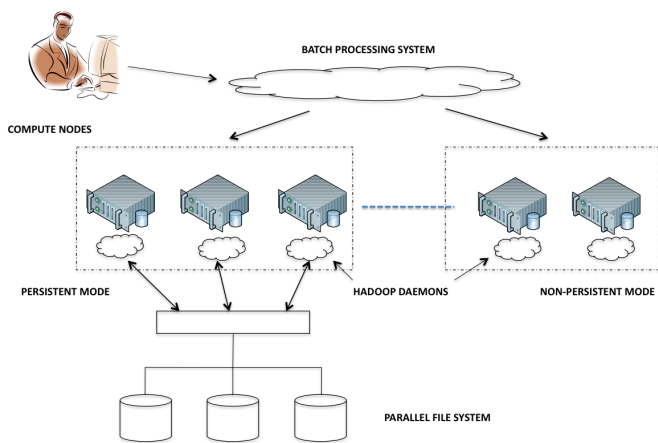 BATCH PROCESSING SYSTEM
COMPUTE NODES
PERSISTENT MODE
HADOOP DAEMONS
NON-PERSISTENT MODE
PARALLEL FILE SYSTEM